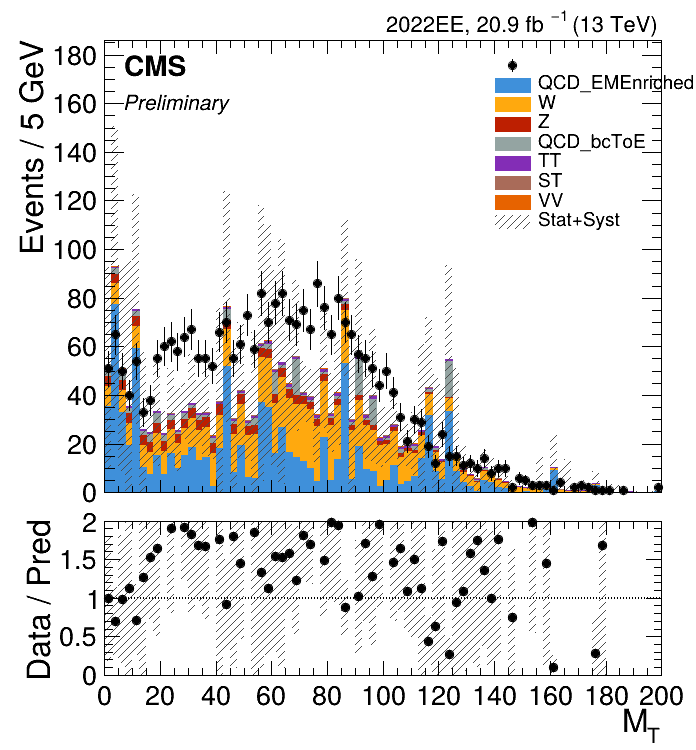 2022EE, 20.9 fb -1 (13 TeV)
CMS
Preliminary
QCD_EMEnriched
W
Z
QCD_bcToE
TT
ST
VV
Stat+Syst
Events / 5 GeV
180
160
140
120
100
80
60
40
20
0
Data / Pred
2
1.5
1
0.5
0
0 20 40 60 80 100 120 140 160 180 200
M_T